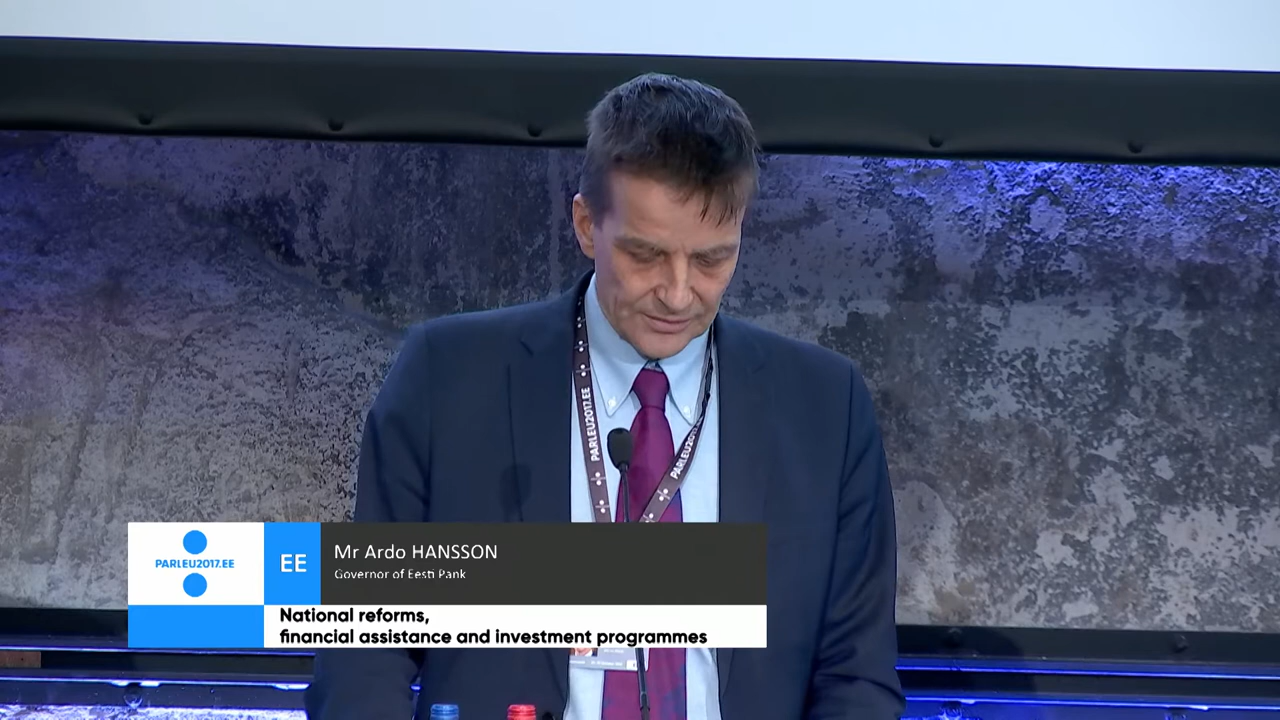 PARLEU2017.EE
PARLEU2017.EE
PARLEU2017.EE
EE
Mr Ardo HANSSON
Governor of Eesti Pank
National reforms,
financial assistance and investment programmes